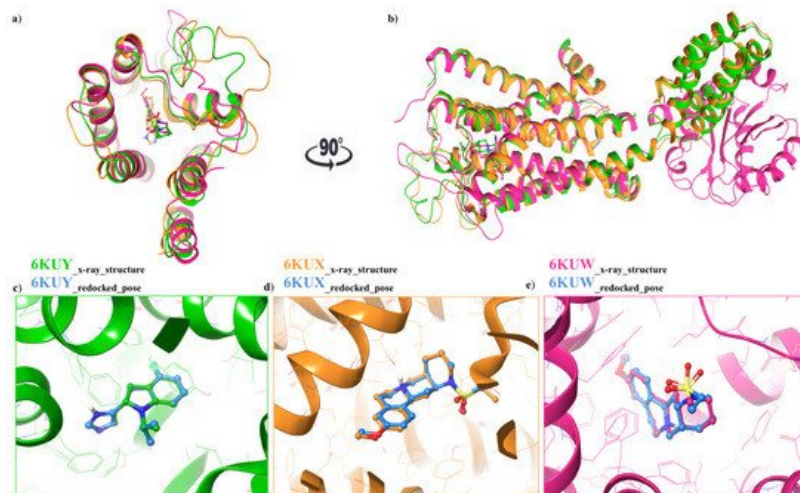 a)
b)
90°
6KUY_x-ray_structure
6KUY_redocked_pose
6KUX_x-ray_structure
6KUX_redocked_pose
6KUW_x-ray_structure
6KUW_redocked_pose
c)
d)
e)